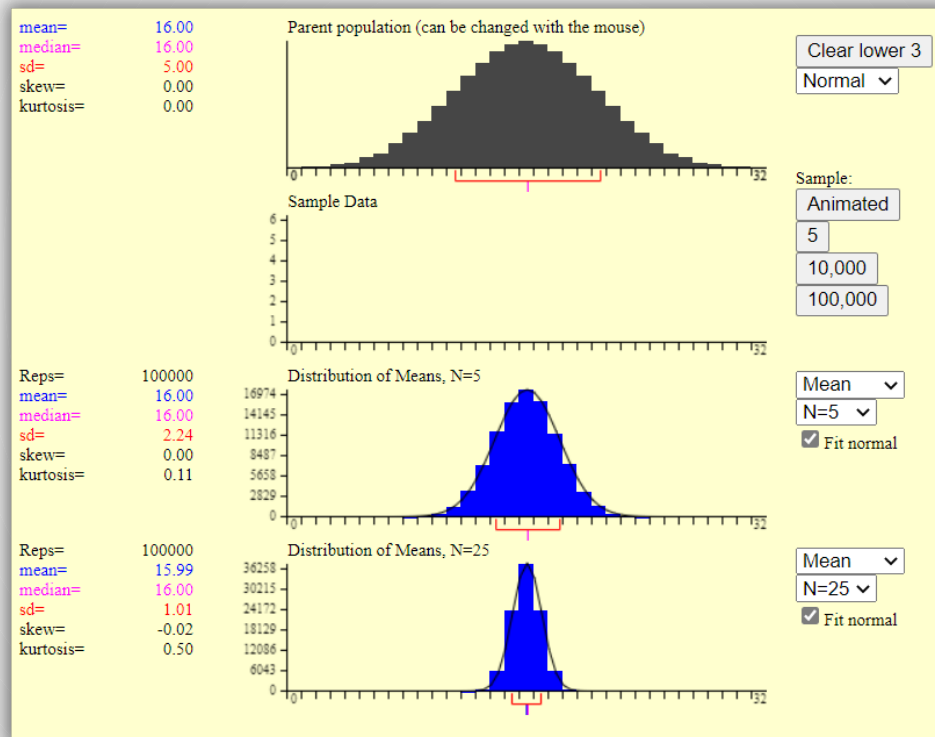 mean= 16.00
median= 16.00
sd= 5.00
skew= 0.00
kurtosis= 0.00
Parent population (can be changed with the mouse)
0 32
Clear lower 3
Normal
Sample:
Animated
5
10,000
100,000
Sample Data
6
5
4
3
2
1
0
0 32
Reps= 100000
mean= 16.00
median= 16.00
sd= 2.24
skew= 0.00
kurtosis= 0.11
Distribution of Means, N=5
16974
14145
11316
8487
5658
2829
0
0 32
Mean
N=5
Fit normal
Reps= 100000
mean= 15.99
median= 16.00
sd= 1.01
skew= -0.02
kurtosis= 0.50
Distribution of Means, N=25
36258
30215
24172
18129
12086
6043
0
0 32
Mean
N=25
Fit normal